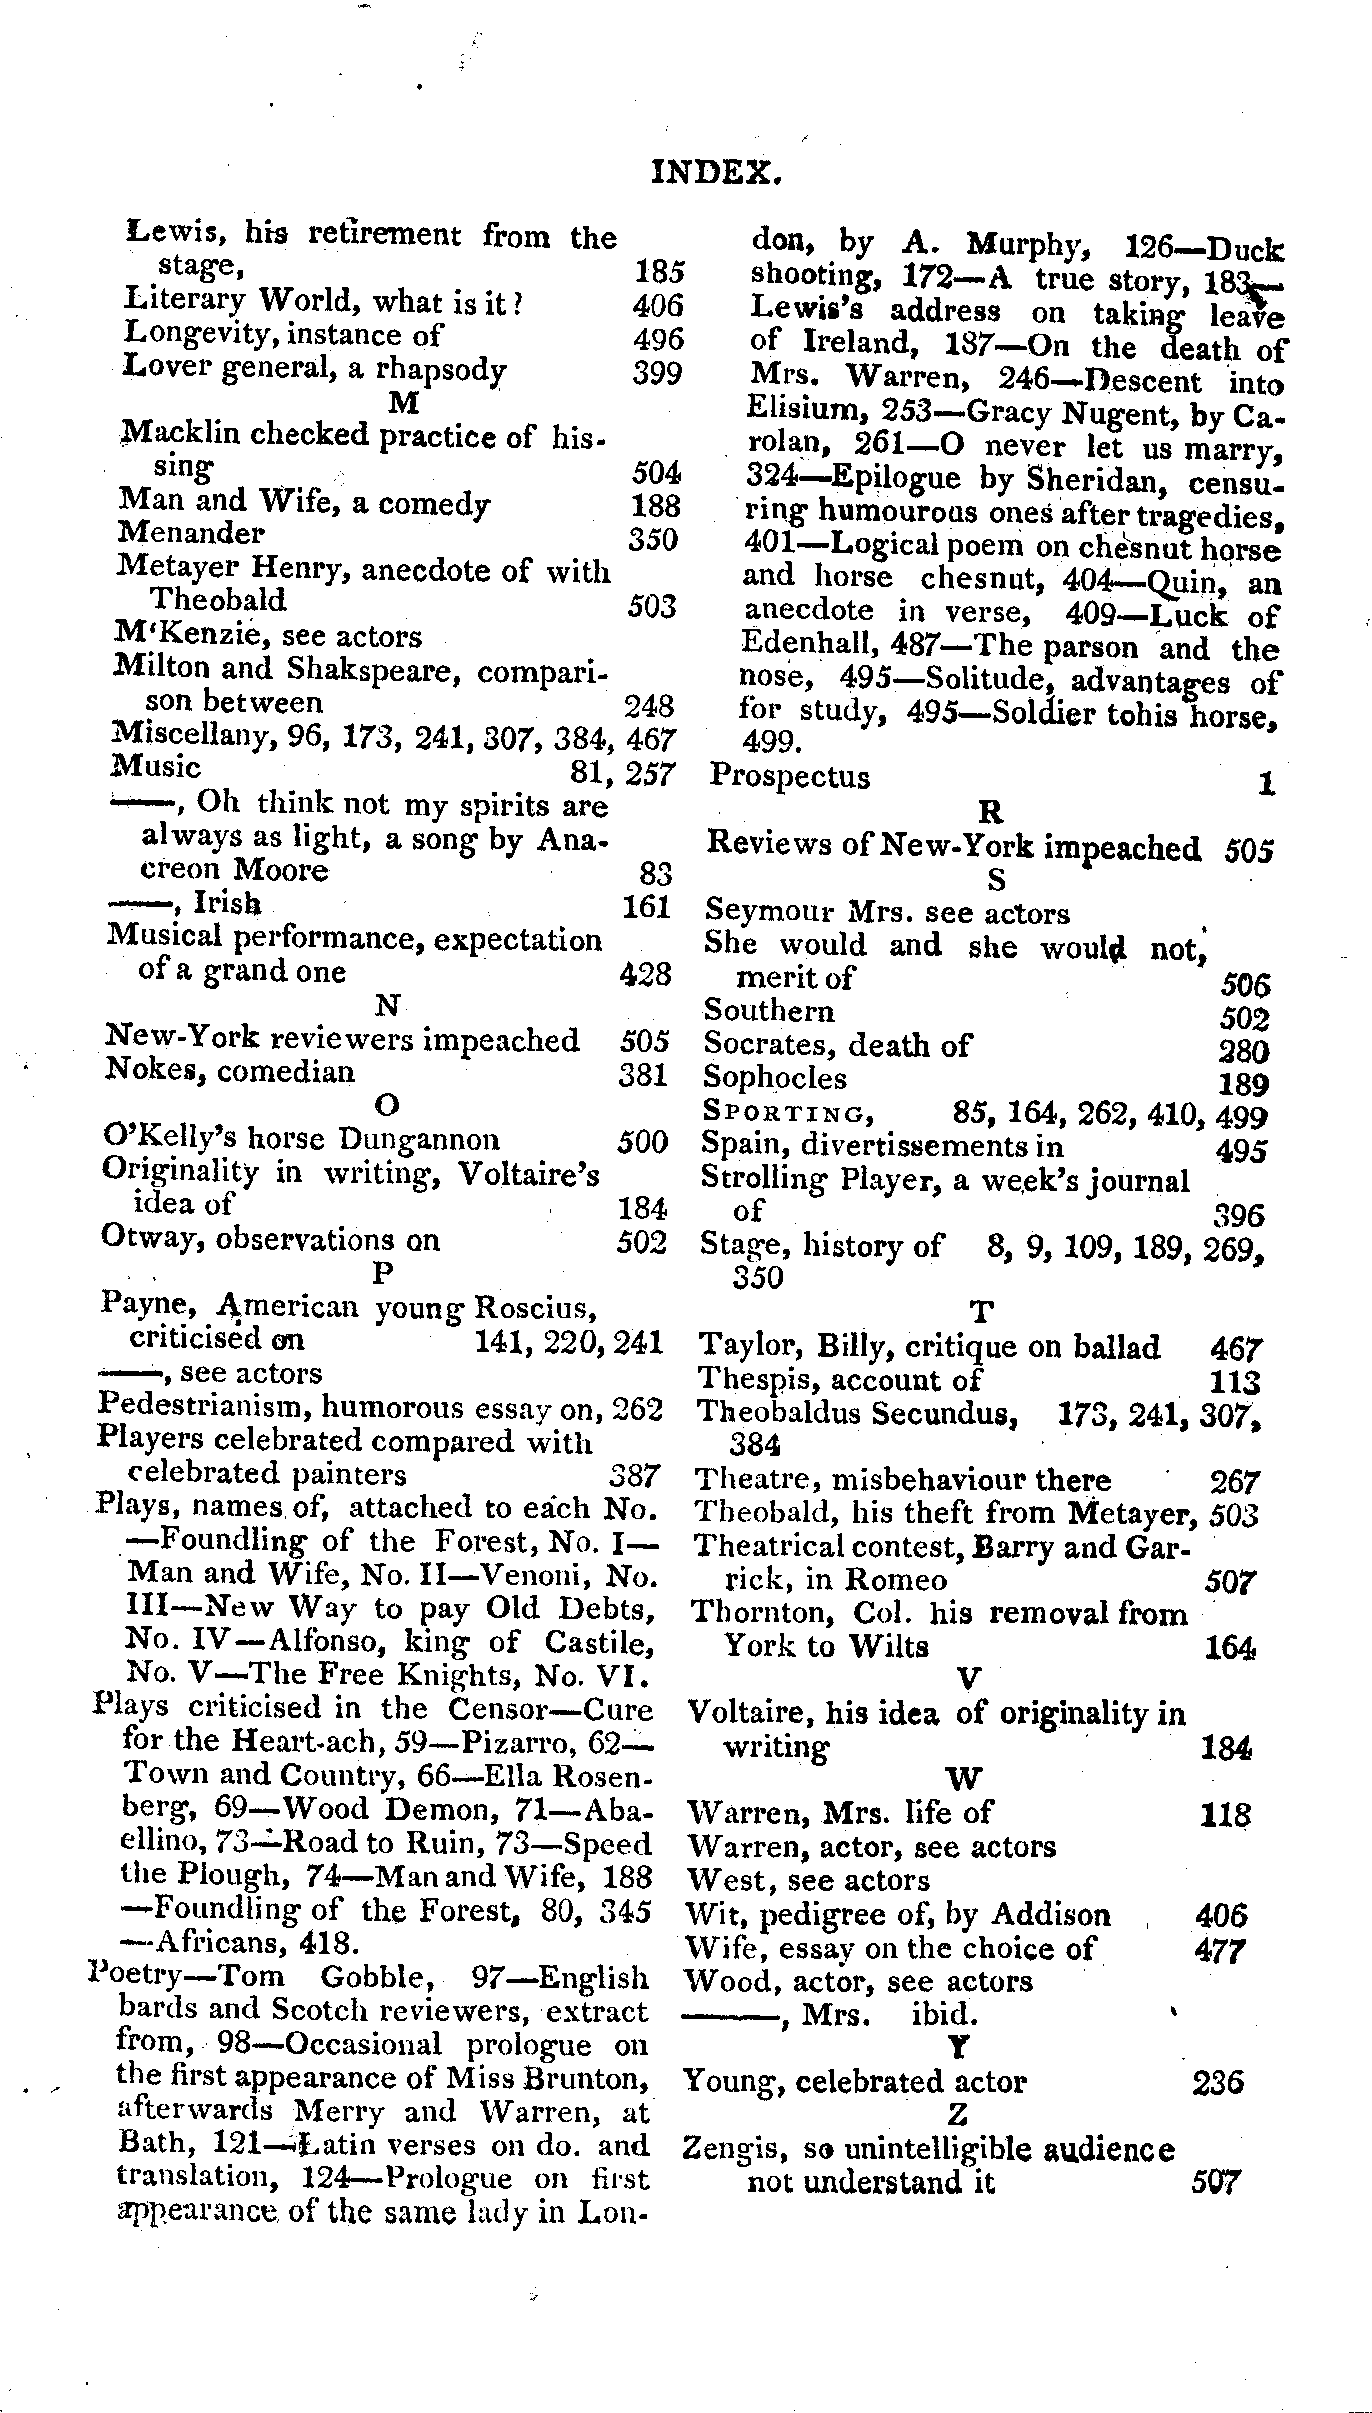 INDEX.
Lewis, his retirement from the
stage, 185
Literary World, what is it? 406
Longevity, instance of 496
Lover general, a rhapsody 399
M
Macklin checked practice of his-
sing 504
Man and Wife, a comedy 188
Menander 350
Metayer Henry, anecdote of with
Theobald 503
M'Kenzie, see actors
Milton and Shakspeare, compari-
son between 248
Miscellany, 96, 173, 241, 307, 384, 467
Music 81, 257
——, Oh think not my spirits are
always as light, a song by Ana-
creon Moore 83
——, Irish 161
Musical performance, expectation
of a grand one 428
N
New-York reviewers impeached 505
Nokes, comedian 381
O
O'Kelly's horse Dungannon 500
Originality in writing, Voltaire's
idea of 184
Otway, observations on 502
P
Payne, American young Roscius,
criticised on 141, 220, 241
——, see actors
Pedestrianism, humorous essay on, 262
Players celebrated compared with
celebrated painters 387
Plays, names of, attached to each No.
—Foundling of the Forest, No. I—
Man and Wife, No. II—Venoni, No.
III—New Way to pay Old Debts,
No. IV—Alfonso, king of Castile,
No. V—The Free Knights, No. VI.
Plays criticised in the Censor—Cure
for the Heart-ach, 59—Pizarro, 62—
Town and Country, 66—Ella Rosen-
berg, 69—Wood Demon, 71—Aba-
ellino, 73—Road to Ruin, 73—Speed
the Plough, 74—Man and Wife, 188
—Foundling of the Forest, 80, 345
—Africans, 418.
Poetry—Tom Gobble, 97—English
bards and Scotch reviewers, extract
from, 98—Occasional prologue on
the first appearance of Miss Brunton,
afterwards Merry and Warren, at
Bath, 121—Latin verses on do. and
translation, 124—Prologue on first
appearance of the same lady in Lon-
don, by A. Murphy, 126—Duck
shooting, 172—A true story, 183—
Lewis's address on taking leave
of Ireland, 187—On the death of
Mrs. Warren, 246—Descent into
Elisium, 253—Gracy Nugent, by Ca-
rolan, 261—O never let us marry,
324—Epilogue by Sheridan, censu-
ring humourous ones after tragedies,
401—Logical poem on chesnut horse
and horse chesnut, 404—Quin, an
anecdote in verse, 409—Luck of
Edenhall, 487—The parson and the
nose, 495—Solitude, advantages of
for study, 495—Soldier tohis horse,
499.
Prospectus 1
R
Reviews of New-York impeached 505
S
Seymour Mrs. see actors
She would and she would not,
merit of 506
Southern 502
Socrates, death of 280
Sophocles 189
SPORTING, 85, 164, 262, 410, 499
Spain, divertissements in 495
Strolling Player, a week's journal
of 396
Stage, history of 8, 9, 109, 189, 269,
350
T
Taylor, Billy, critique on ballad 467
Thespis, account of 113
Theobaldus Secundus, 173, 241, 307,
384
Theatre, misbehaviour there 267
Theobald, his theft from Metayer, 503
Theatrical contest, Barry and Gar-
rick, in Romeo 507
Thornton, Col. his removal from
York to Wilts 164
V
Voltaire, his idea of originality in
writing 184
W
Warren, Mrs. life of 118
Warren, actor, see actors
West, see actors
Wit, pedigree of, by Addison 406
Wife, essay on the choice of 477
Wood, actor, see actors
———, Mrs. ibid.
Y
Young, celebrated actor 236
Z
Zengis, so unintelligible audience
not understand it 507